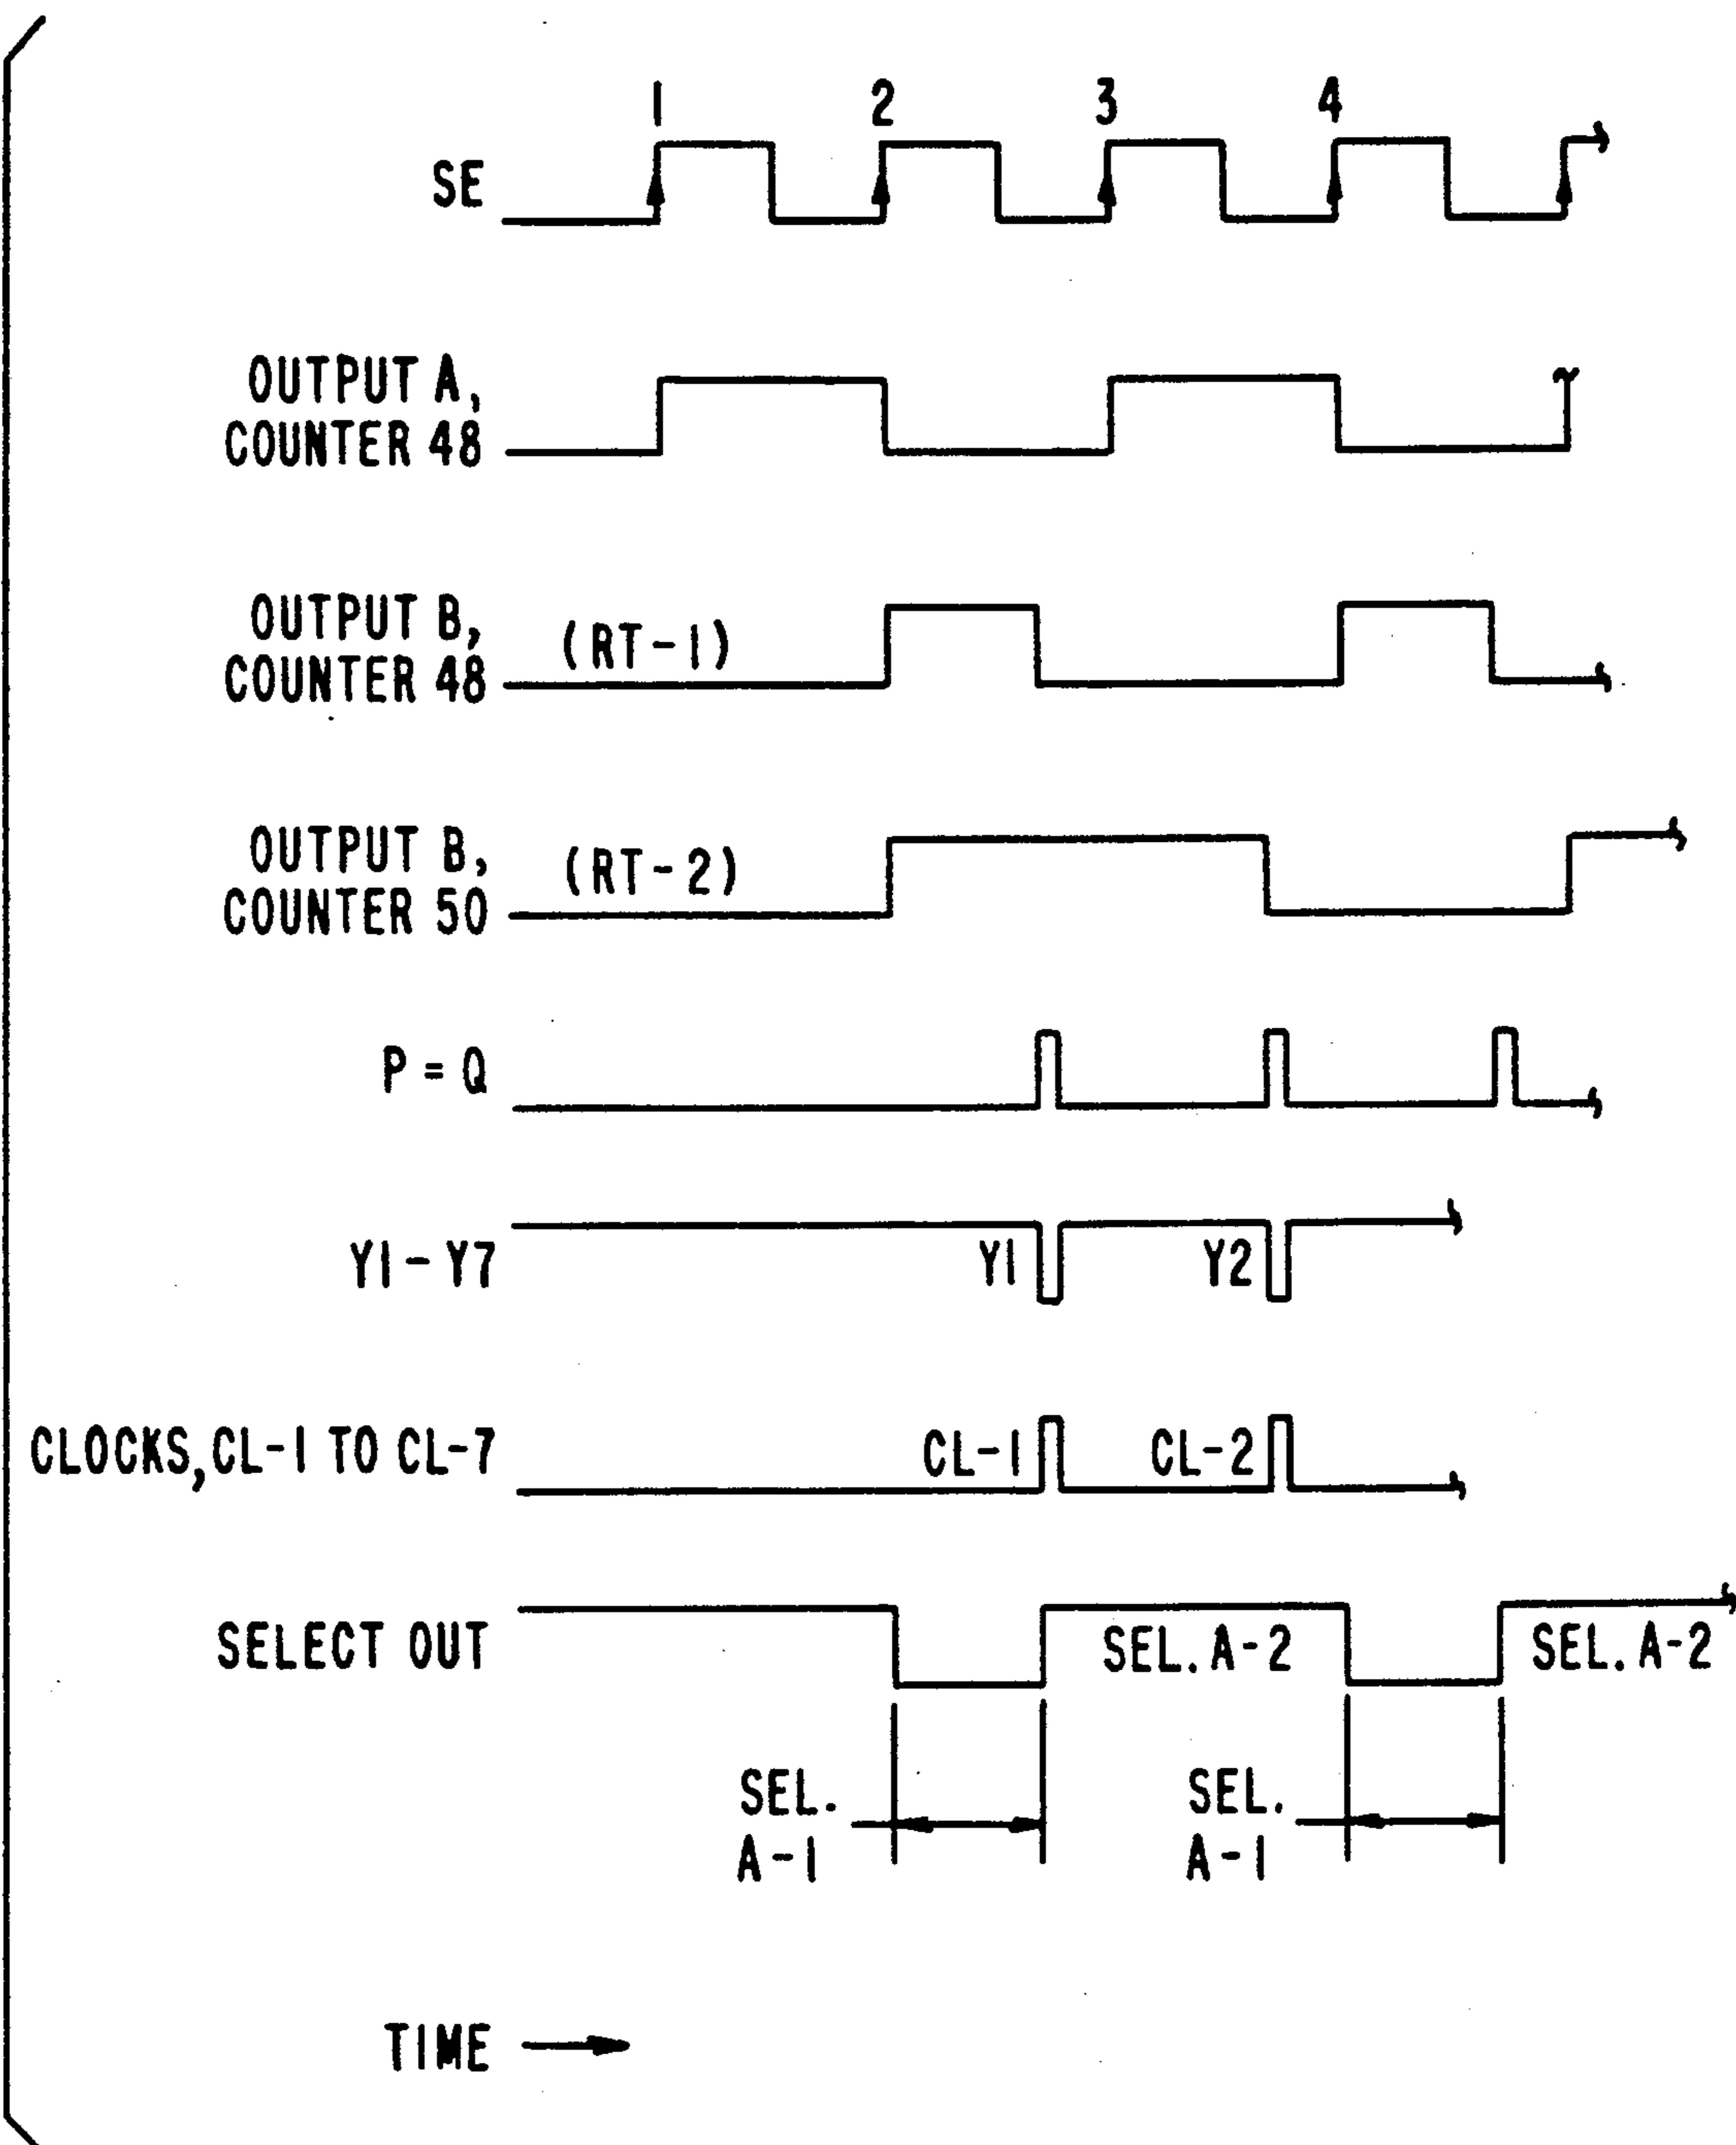 1 2 3 4
SE
OUTPUT A,
COUNTER 48
OUTPUT B,
COUNTER 48
(RT-1)
OUTPUT B,
COUNTER 50
(RT-2)
P = Q
Y1-Y7
Y1
Y2
CLOCKS, CL-1 TO CL-7
CL-1
CL-2
SELECT OUT
SEL. A-2
SEL. A-2
SEL.
A-1
SEL.
A-1
TIME